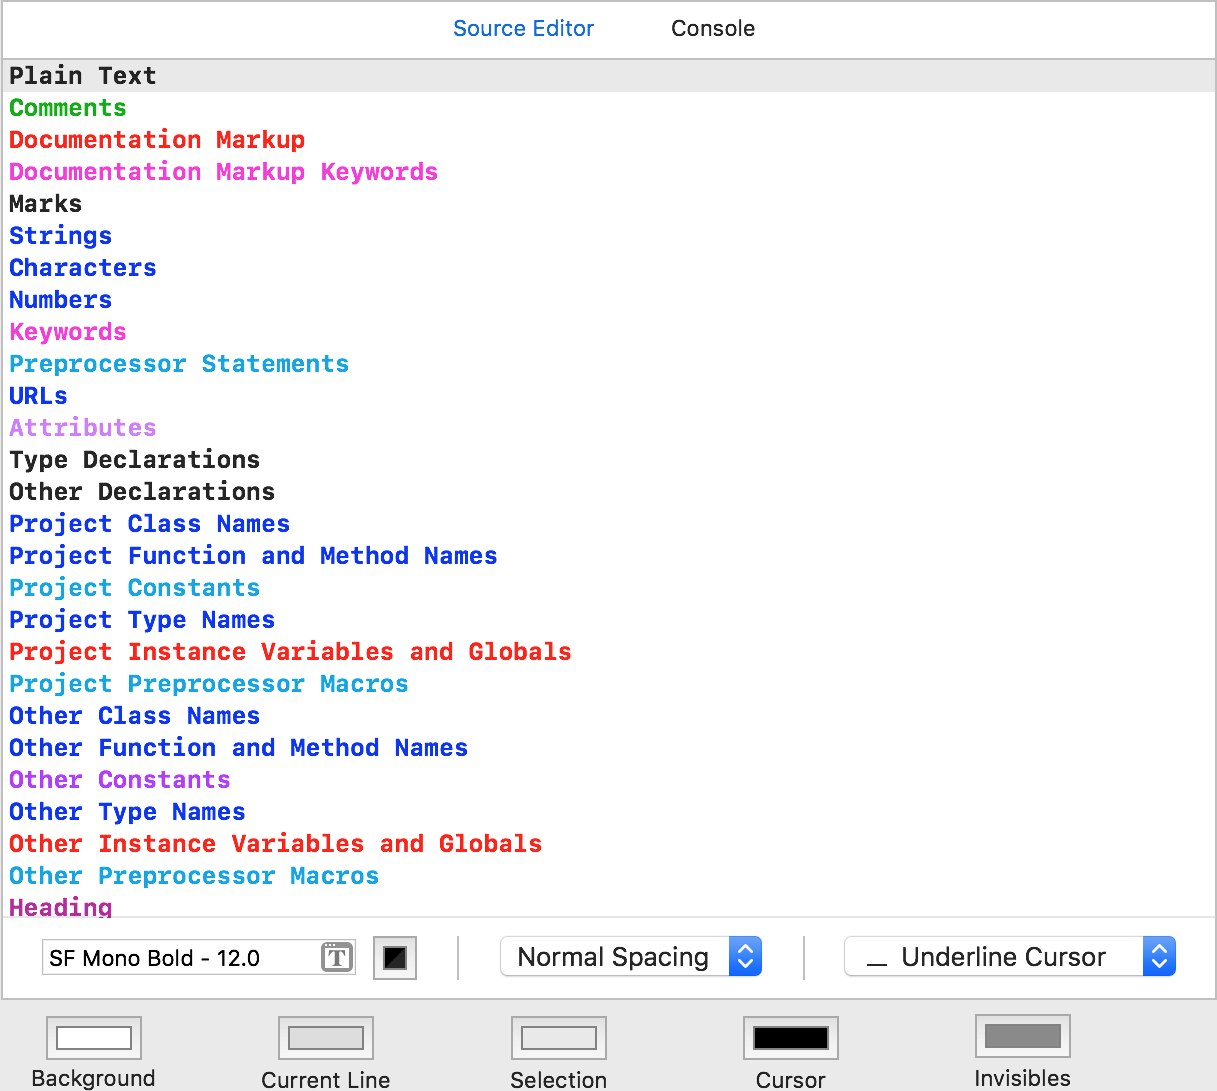 Source Editor Console
Plain Text
Comments
Documentation Markup
Documentation Markup Keywords
Marks
Strings
Characters
Numbers
Keywords
Preprocessor Statements
URLs
Attributes
Type Declarations
Other Declarations
Project Class Names
Project Function and Method Names
Project Constants
Project Type Names
Project Instance Variables and Globals
Project Preprocessor Macros
Other Class Names
Other Function and Method Names
Other Constants
Other Type Names
Other Instance Variables and Globals
Other Preprocessor Macros
Heading
SF Mono Bold - 12.0 T Normal Spacing _ Underline Cursor
Background Current Line Selection Cursor Invisibles